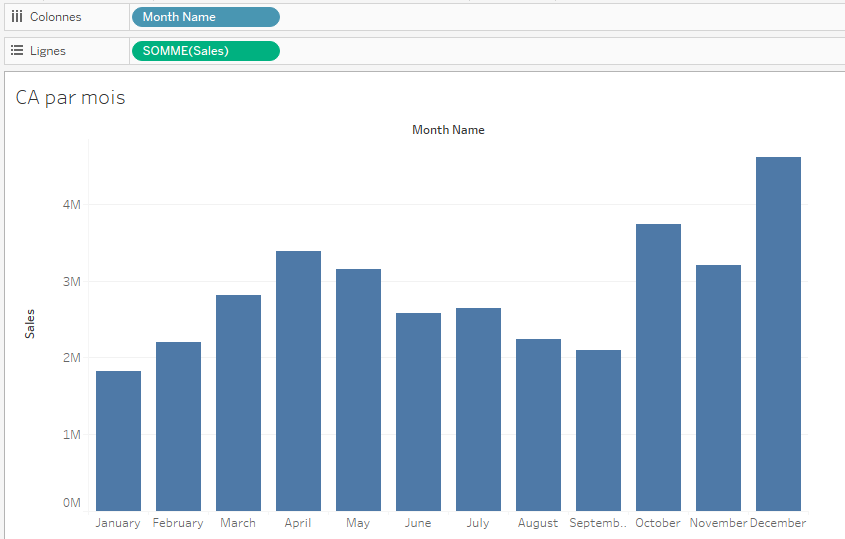 Colonnes Month Name
Lignes SOMME(Sales)
CA par mois
Month Name
4M
3M
2M
1M
0M
Sales
January February March April May June July August Septemb.. October November December